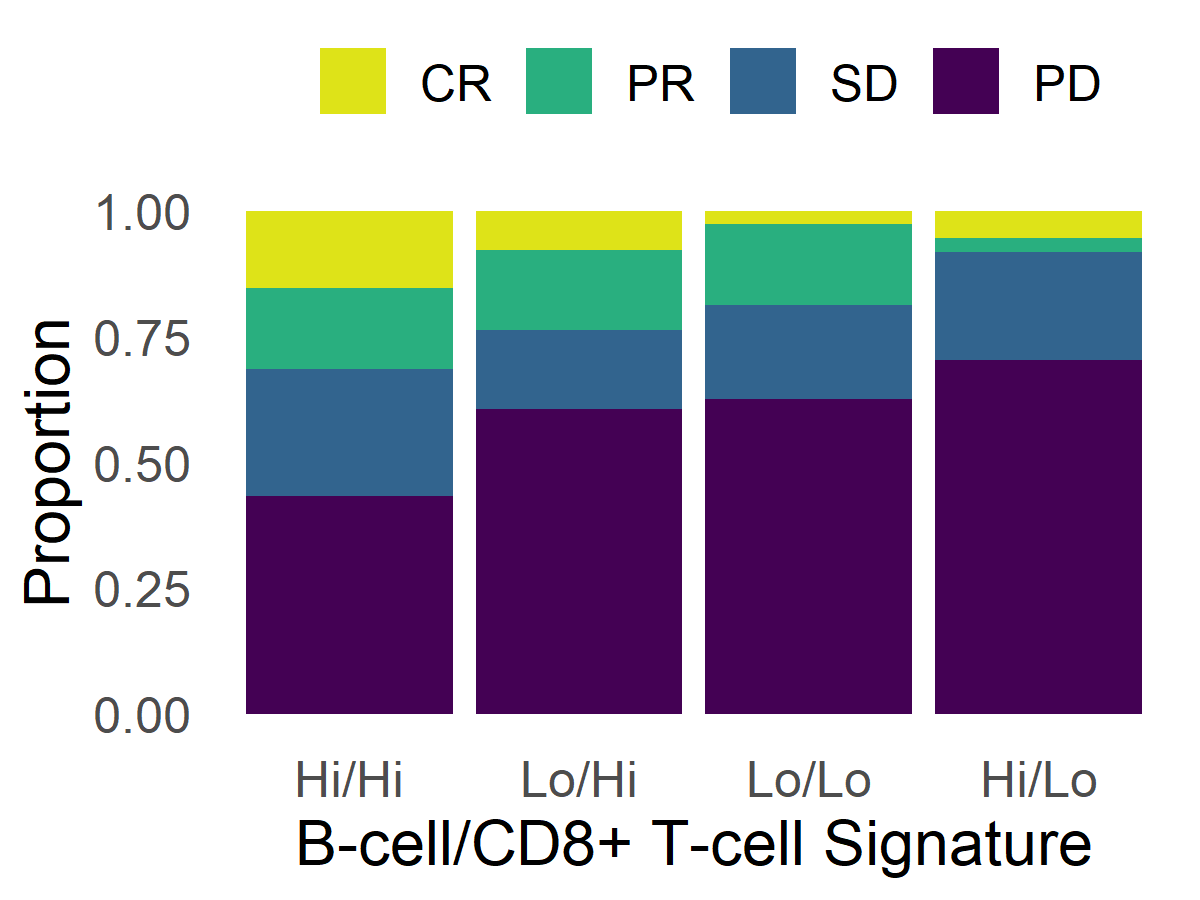 CR PR SD PD
1.00
0.75
0.50
0.25
0.00
Proportion
Hi/Hi Lo/Hi Lo/Lo Hi/Lo
B-cell/CD8+ T-cell Signature